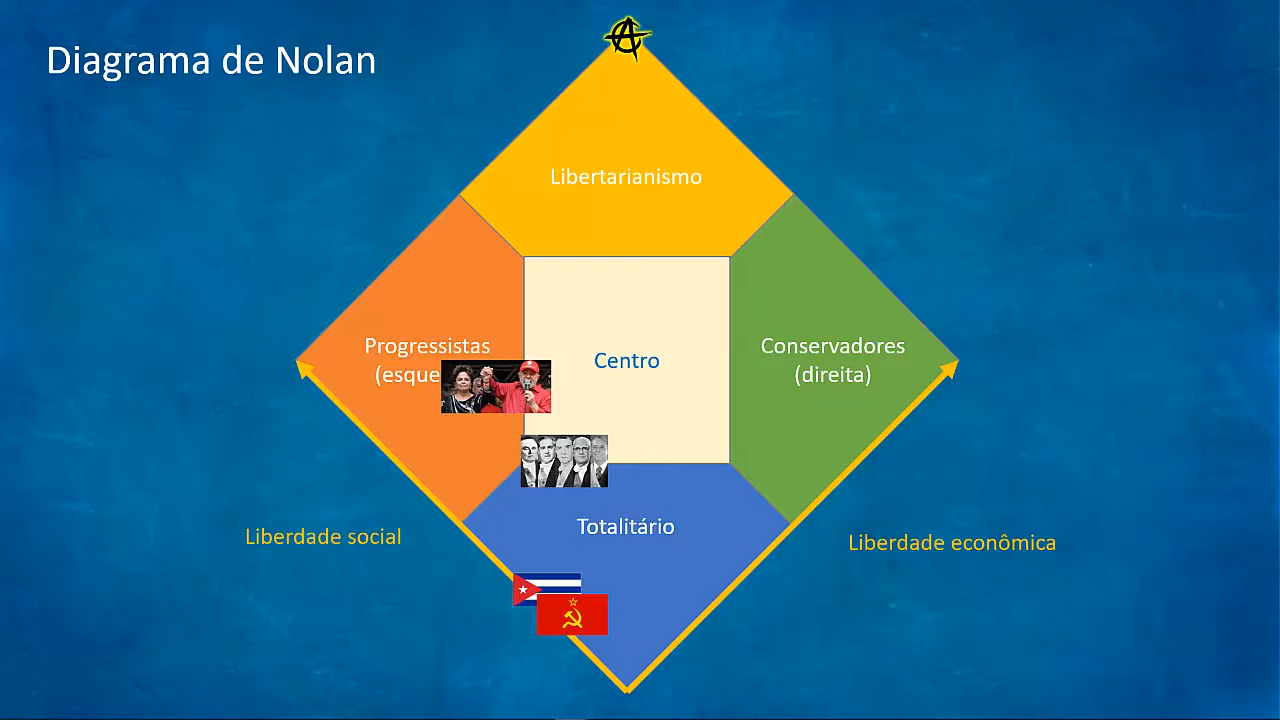 Diagrama de Nolan
Libertarianismo
Progressistas
(esque
Centro
Conservadores
(direita)
Totalitário
Liberdade social
Liberdade econômica